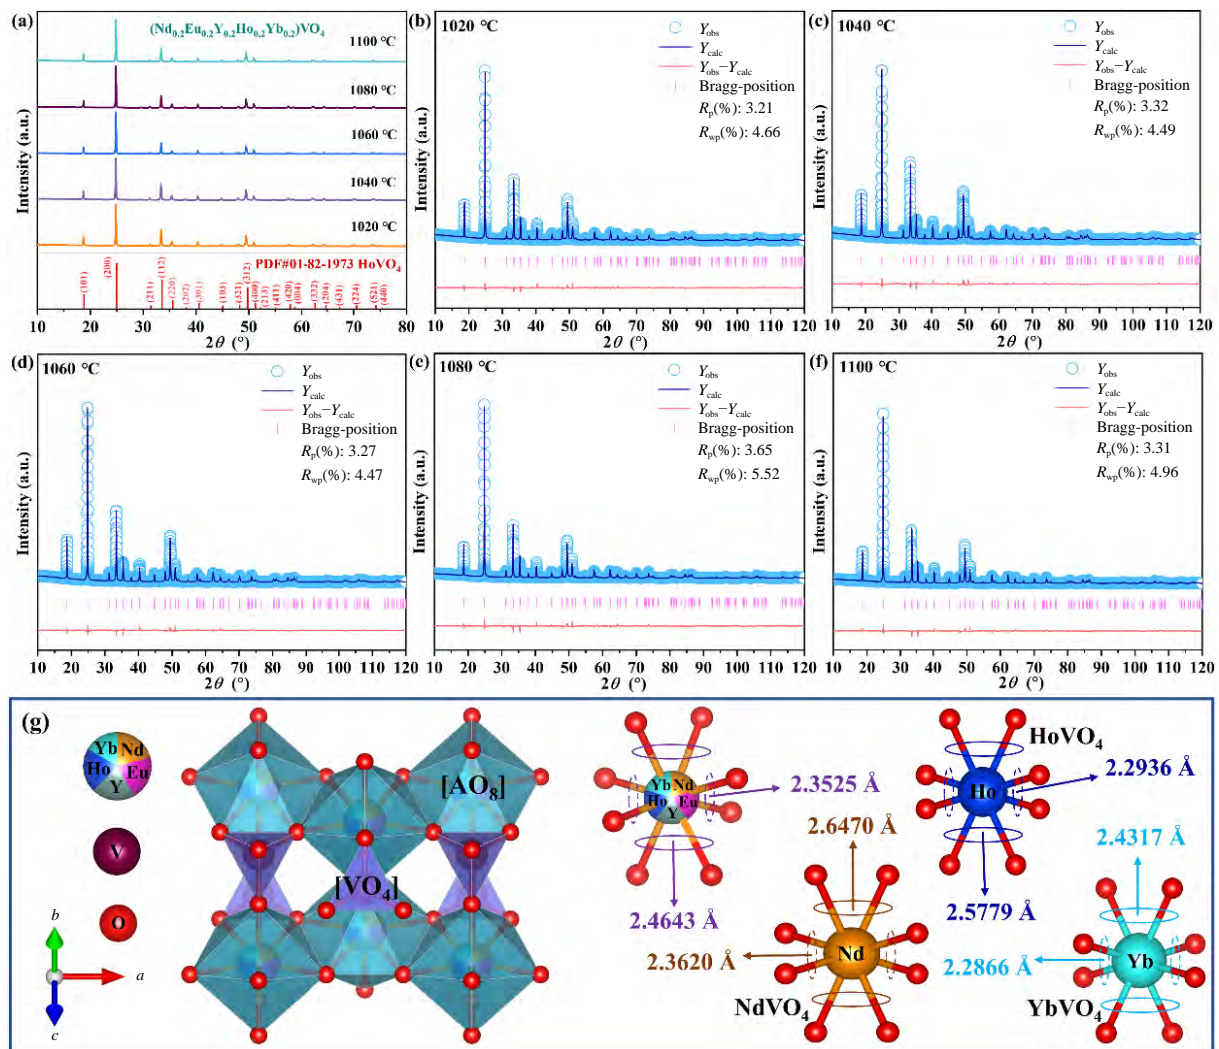 (a)
(Nd0.2Eu0.2Y0.2Ho0.2Yb0.2)VO4
1100 °C
1080 °C
1060 °C
1040 °C
1020 °C
PDF#01-82-1973 HoVO4
(101) (200) (211) (112) (220) (202) (301) (103) (321) (312) (400) (213) (411) (420) (004) (332) (204) (431) (224) (521) (440)
Intensity (a.u.)
10 20 30 40 50 60 70 80
2θ (°)
(b)
1020 °C
Yobs
Ycalc
Yobs−Ycalc
Bragg-position
Rp(%): 3.21
Rwp(%): 4.66
Intensity (a.u.)
10 20 30 40 50 60 70 80 90 100 110 120
2θ (°)
(c)
1040 °C
Yobs
Ycalc
Yobs−Ycalc
Bragg-position
Rp(%): 3.32
Rwp(%): 4.49
Intensity (a.u.)
10 20 30 40 50 60 70 80 90 100 110 120
2θ (°)
(d)
1060 °C
Yobs
Ycalc
Yobs−Ycalc
Bragg-position
Rp(%): 3.27
Rwp(%): 4.47
Intensity (a.u.)
10 20 30 40 50 60 70 80 90 100 110 120
2θ (°)
(e)
1080 °C
Yobs
Ycalc
Yobs−Ycalc
Bragg-position
Rp(%): 3.65
Rwp(%): 5.52
Intensity (a.u.)
10 20 30 40 50 60 70 80 90 100 110 120
2θ (°)
(f)
1100 °C
Yobs
Ycalc
Yobs−Ycalc
Bragg-position
Rp(%): 3.31
Rwp(%): 4.96
Intensity (a.u.)
10 20 30 40 50 60 70 80 90 100 110 120
2θ (°)
(g)
Yb Nd
Ho Eu
Y
V
O
b
a
c
[AO8]
[VO4]
Yb Nd
Ho Eu
Y
2.3525 Å
2.4643 Å
HoVO4
Ho
2.2936 Å
2.5779 Å
2.6470 Å
2.3620 Å
Nd
NdVO4
2.4317 Å
2.2866 Å
Yb
YbVO4